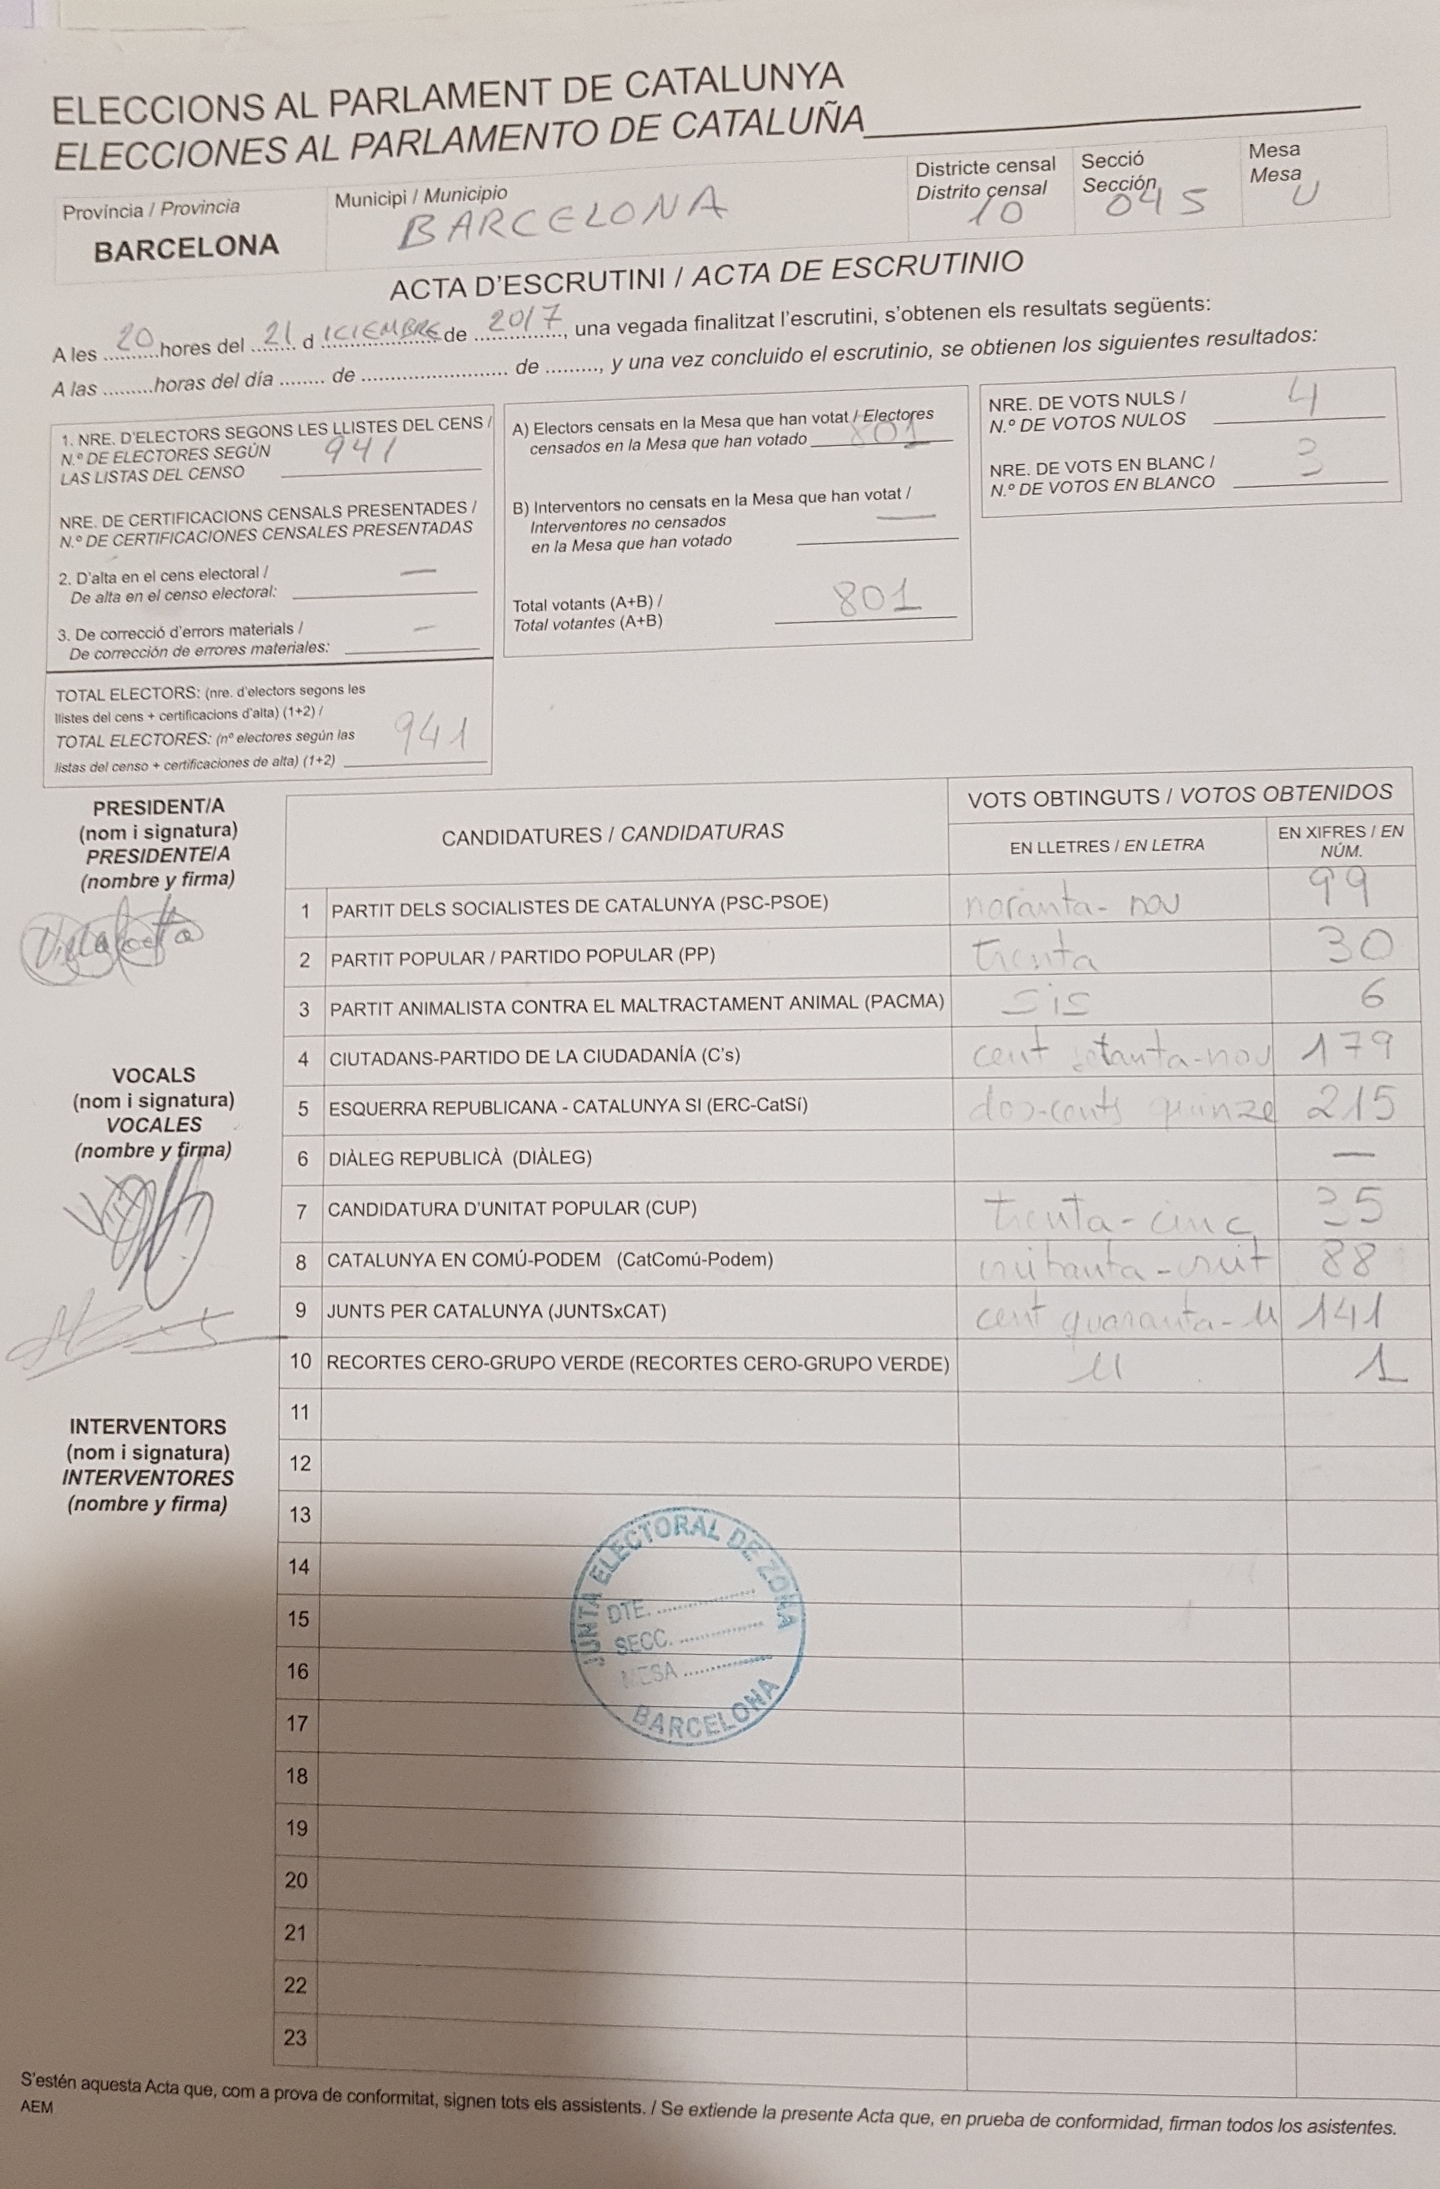 ELECCIONS AL PARLAMENT DE CATALUNYA
ELECCIONES AL PARLAMENTO DE CATALUÑA
Província / Provincia
BARCELONA
Municipi / Municipio
BARCELONA
Districte censal
Distrito censal
10
Secció
Sección
045
Mesa
Mesa
U
ACTA D'ESCRUTINI / ACTA DE ESCRUTINIO
A les 20 hores del 21 d ICIEMBRE de 2017, una vegada finalitzat l'escrutini, s'obtenen els resultats següents:
A las .........horas del día ........ de .......................... de ........., y una vez concluido el escrutinio, se obtienen los siguientes resultados:
1. NRE. D'ELECTORS SEGONS LES LLISTES DEL CENS /
N.º DE ELECTORES SEGÚN
LAS LISTAS DEL CENSO
941
NRE. DE CERTIFICACIONS CENSALS PRESENTADES /
N.º DE CERTIFICACIONES CENSALES PRESENTADAS
2. D'alta en el cens electoral /
De alta en el censo electoral: —
3. De correcció d'errors materials /
De corrección de errores materiales: —
TOTAL ELECTORS: (nre. d'electors segons les
llistes del cens + certificacions d'alta) (1+2) /
TOTAL ELECTORES: (nº electores según las
listas del censo + certificaciones de alta) (1+2)
941
A) Electors censats en la Mesa que han votat / Electores
censados en la Mesa que han votado 801
B) Interventors no censats en la Mesa que han votat /
Interventores no censados
en la Mesa que han votado —
Total votants (A+B) /
Total votantes (A+B)
801
NRE. DE VOTS NULS /
N.º DE VOTOS NULOS
4
NRE. DE VOTS EN BLANC /
N.º DE VOTOS EN BLANCO
3
PRESIDENT/A
(nom i signatura)
PRESIDENTE/A
(nombre y firma)
VOCALS
(nom i signatura)
VOCALES
(nombre y firma)
INTERVENTORS
(nom i signatura)
INTERVENTORES
(nombre y firma)
CANDIDATURES / CANDIDATURAS
VOTS OBTINGUTS / VOTOS OBTENIDOS
EN LLETRES / EN LETRA
EN XIFRES / EN
NÚM.
1 PARTIT DELS SOCIALISTES DE CATALUNYA (PSC-PSOE) noranta-nou 99
2 PARTIT POPULAR / PARTIDO POPULAR (PP) trenta 30
3 PARTIT ANIMALISTA CONTRA EL MALTRACTAMENT ANIMAL (PACMA) sis 6
4 CIUTADANS-PARTIDO DE LA CIUDADANÍA (C's) cent setanta-nou 179
5 ESQUERRA REPUBLICANA - CATALUNYA SI (ERC-CatSí) dos-cents quinze 215
6 DIÀLEG REPUBLICÀ (DIÀLEG) —
7 CANDIDATURA D'UNITAT POPULAR (CUP) trenta-cinc 35
8 CATALUNYA EN COMÚ-PODEM (CatComú-Podem) vuitanta-vuit 88
9 JUNTS PER CATALUNYA (JUNTSxCAT) cent quaranta-u 141
10 RECORTES CERO-GRUPO VERDE (RECORTES CERO-GRUPO VERDE) u 1
11
12
13
14
15
16
17
18
19
20
21
22
23
JUNTA ELECTORAL DE ZONA
DTE.
SECC.
MESA
BARCELONA
S'estén aquesta Acta que, com a prova de conformitat, signen tots els assistents. / Se extiende la presente Acta que, en prueba de conformidad, firman todos los asistentes.
AEM